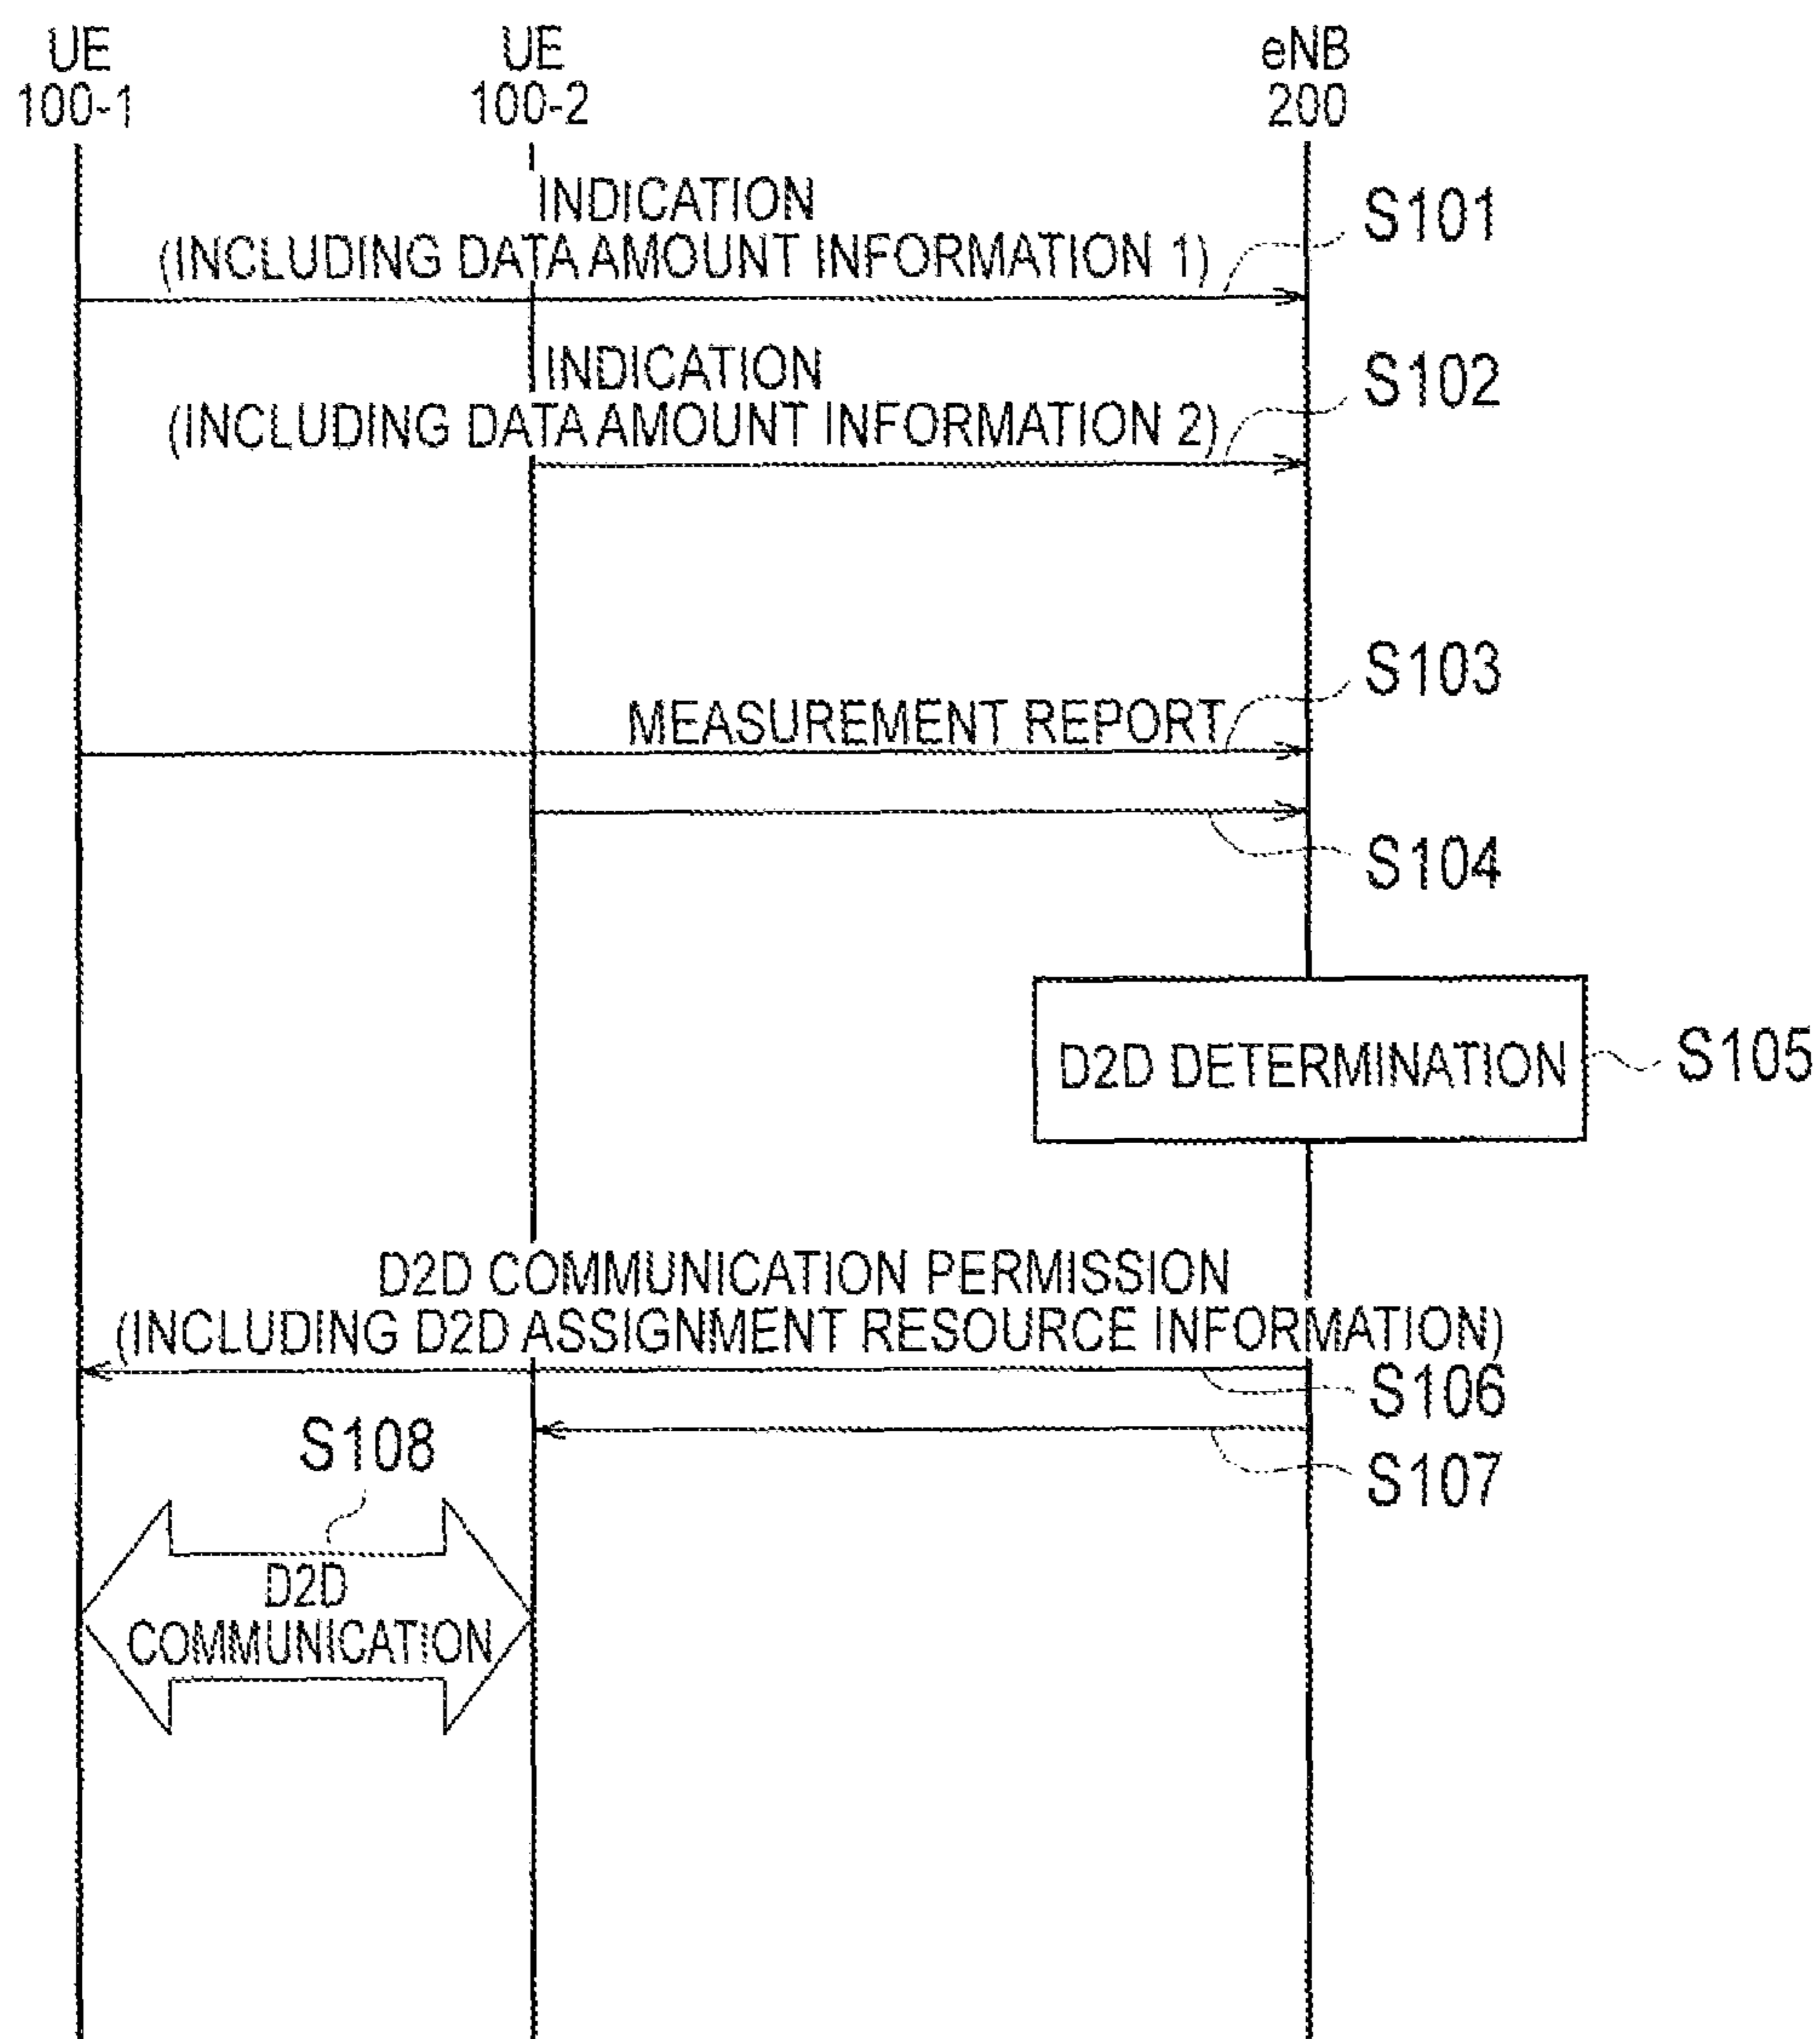 UE
100-1
UE
100-2
eNB
200
INDICATION
(INCLUDING DATA AMOUNT INFORMATION 1)
S101
INDICATION
(INCLUDING DATA AMOUNT INFORMATION 2)
S102
S103
MEASUREMENT REPORT
S104
D2D DETERMINATION
S105
D2D COMMUNICATION PERMISSION
(INCLUDING D2D ASSIGNMENT RESOURCE INFORMATION)
S106
S107
S108
D2D
COMMUNICATION